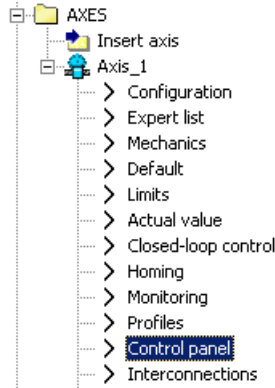 AXES
Insert axis
Axis_1
Configuration
Expert list
Mechanics
Default
Limits
Actual value
Closed-loop control
Homing
Monitoring
Profiles
Control panel
Interconnections